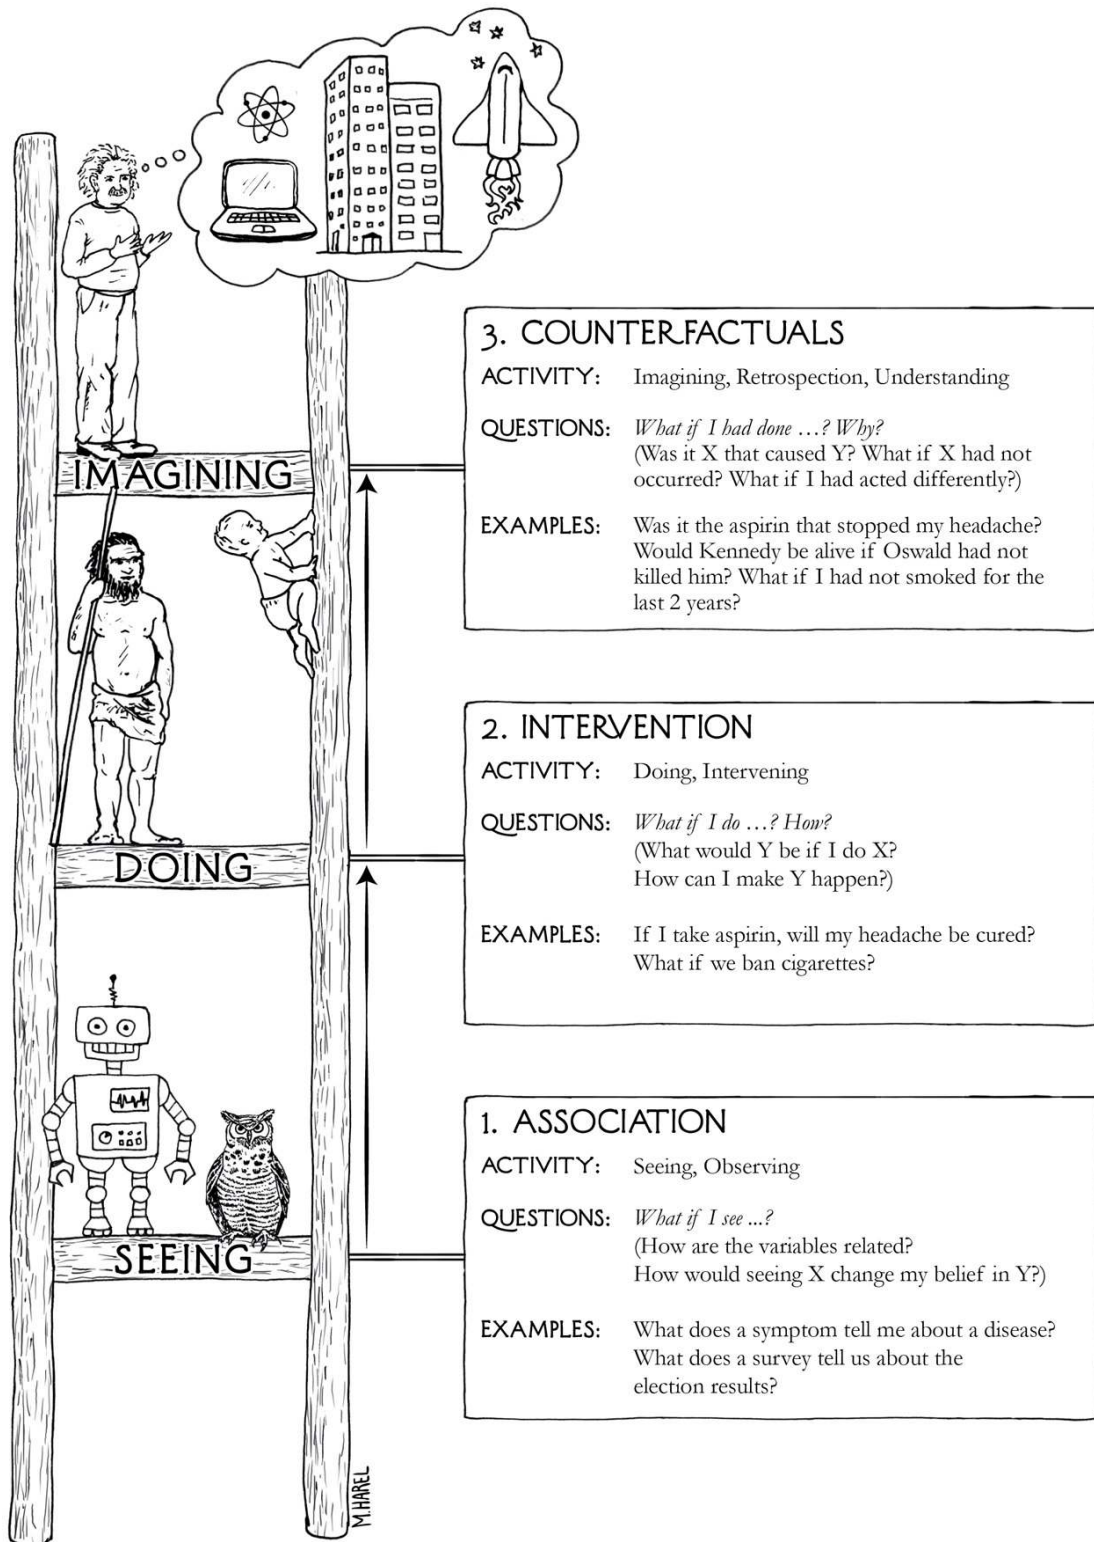 3. COUNTERFACTUALS
ACTIVITY: Imagining, Retrospection, Understanding
QUESTIONS: What if I had done …? Why?
(Was it X that caused Y? What if X had not
occurred? What if I had acted differently?)
EXAMPLES: Was it the aspirin that stopped my headache?
Would Kennedy be alive if Oswald had not
killed him? What if I had not smoked for the
last 2 years?
IMAGINING
2. INTERVENTION
ACTIVITY: Doing, Intervening
QUESTIONS: What if I do …? How?
(What would Y be if I do X?
How can I make Y happen?)
EXAMPLES: If I take aspirin, will my headache be cured?
What if we ban cigarettes?
DOING
1. ASSOCIATION
ACTIVITY: Seeing, Observing
QUESTIONS: What if I see ...?
(How are the variables related?
How would seeing X change my belief in Y?)
EXAMPLES: What does a symptom tell me about a disease?
What does a survey tell us about the
election results?
SEEING
M.HAREL